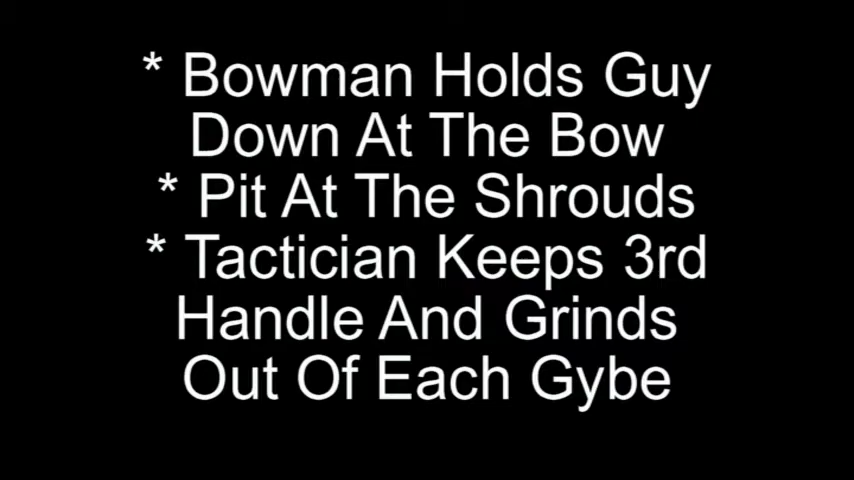 * Bowman Holds Guy
Down At The Bow
* Pit At The Shrouds
* Tactician Keeps 3rd
Handle And Grinds
Out Of Each Gybe